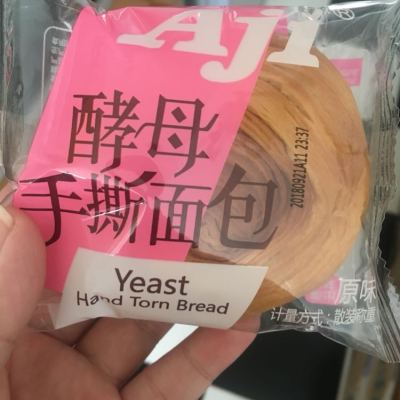 Aji®
酵母
手撕面包
20180921A11 23:37
Yeast
Hand Torn Bread
原味
计量方式:散装称重